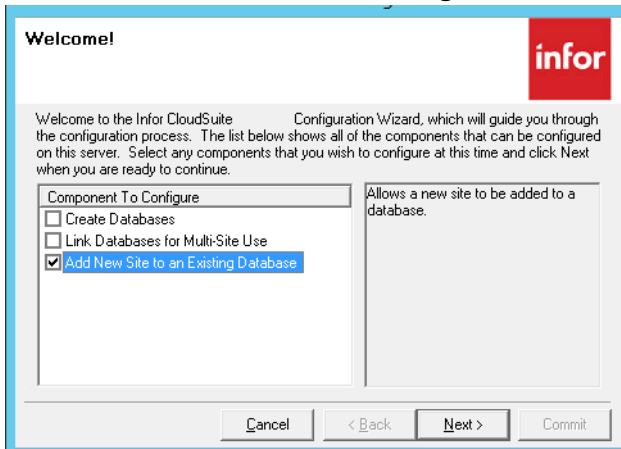 Welcome!
infor
Welcome to the Infor CloudSuite Configuration Wizard, which will guide you through
the configuration process. The list below shows all of the components that can be configured
on this server. Select any components that you wish to configure at this time and click Next
when you are ready to continue.
Component To Configure
Create Databases
Link Databases for Multi-Site Use
Add New Site to an Existing Database
Allows a new site to be added to a
database.
Cancel
< Back
Next >
Commit